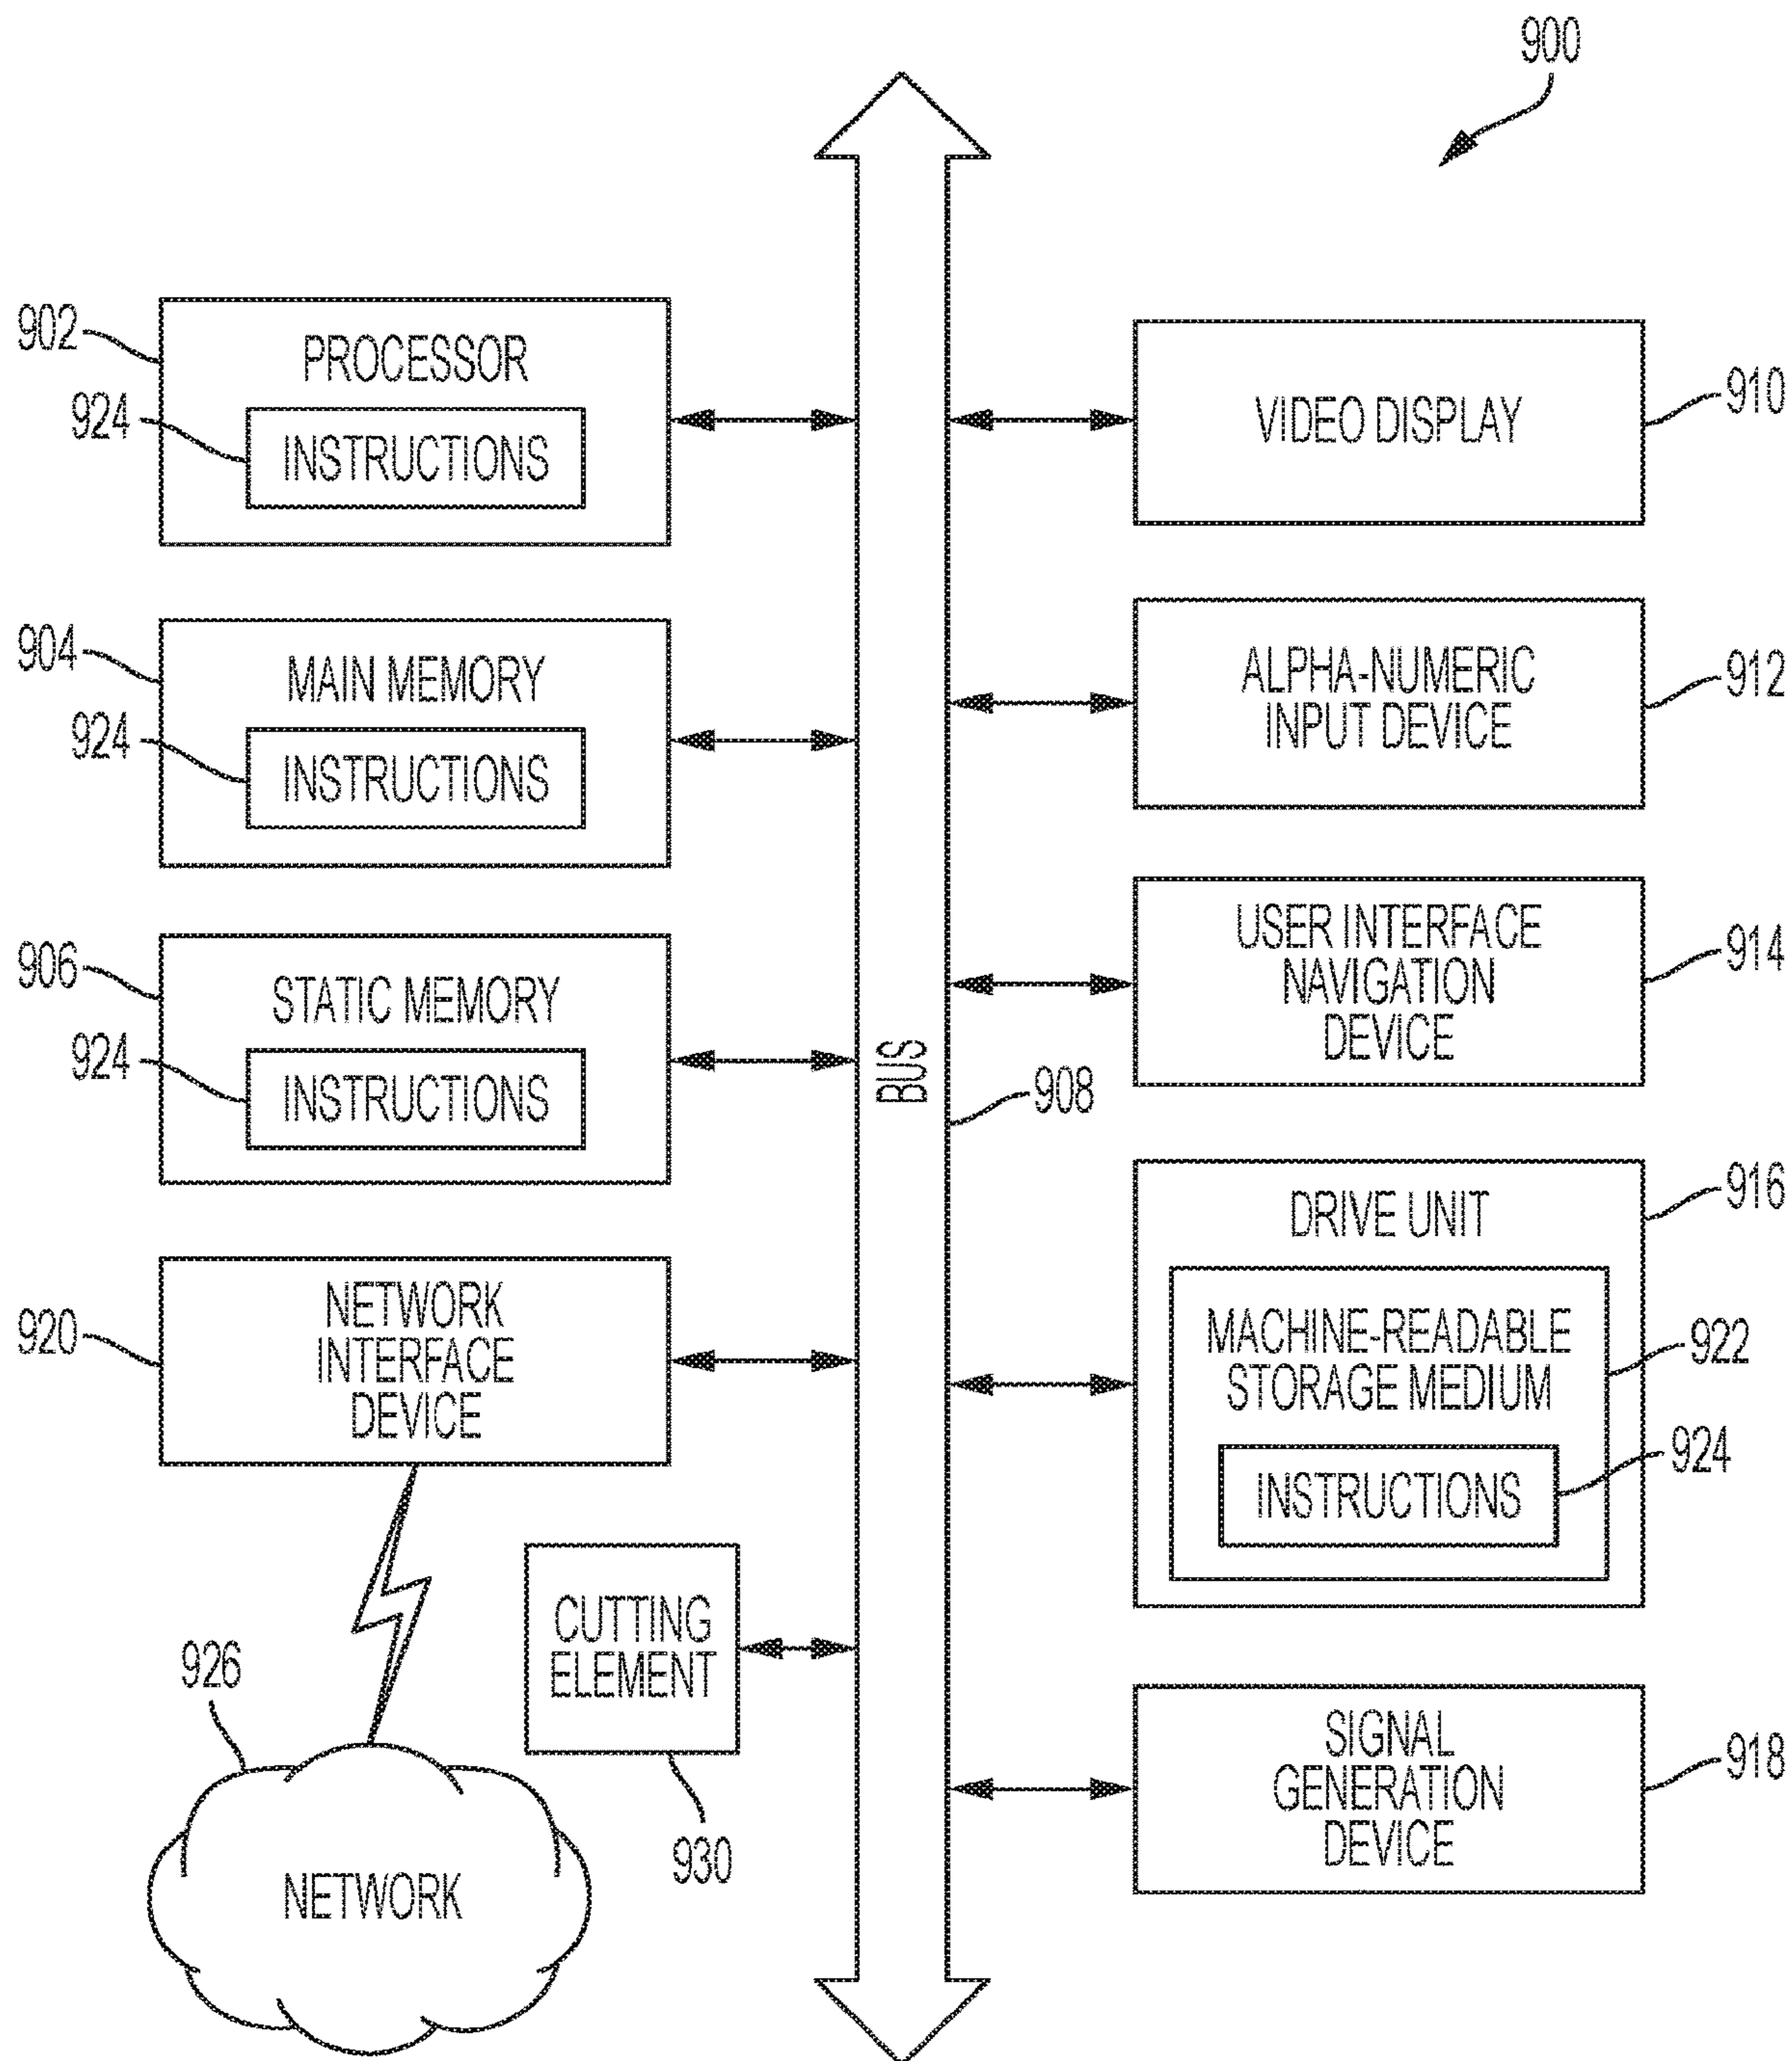 900
902
PROCESSOR
924
INSTRUCTIONS
904
MAIN MEMORY
924
INSTRUCTIONS
906
STATIC MEMORY
924
INSTRUCTIONS
920
NETWORK
INTERFACE
DEVICE
926
NETWORK
CUTTING
ELEMENT
930
BUS
908
VIDEO DISPLAY
910
ALPHA-NUMERIC
INPUT DEVICE
912
USER INTERFACE
NAVIGATION
DEVICE
914
DRIVE UNIT
916
MACHINE-READABLE
STORAGE MEDIUM
922
INSTRUCTIONS
924
SIGNAL
GENERATION
DEVICE
918